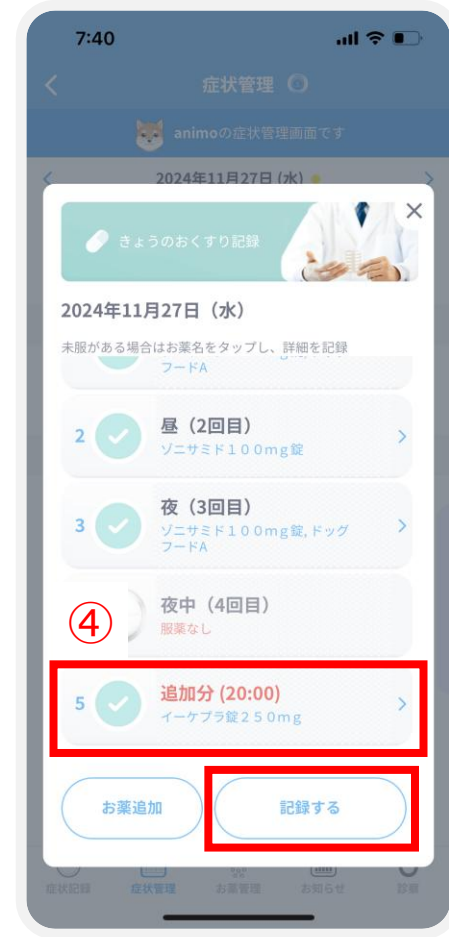 7:40
症状管理
animoの症状管理画面です
2024年11月27日 (水)
きょうのおくすり記録
2024年11月27日（水）
未服がある場合はお薬名をタップし、詳細を記録
フードA
2
昼（2回目）
ゾニサミド１００mg錠
3
夜（3回目）
ゾニサミド１００mg錠, ドッグ
フードA
④
夜中（4回目）
服薬なし
5
追加分 (20:00)
イーケプラ錠２５０mg
お薬追加
記録する
症状記録
症状管理
お薬管理
お知らせ
診察